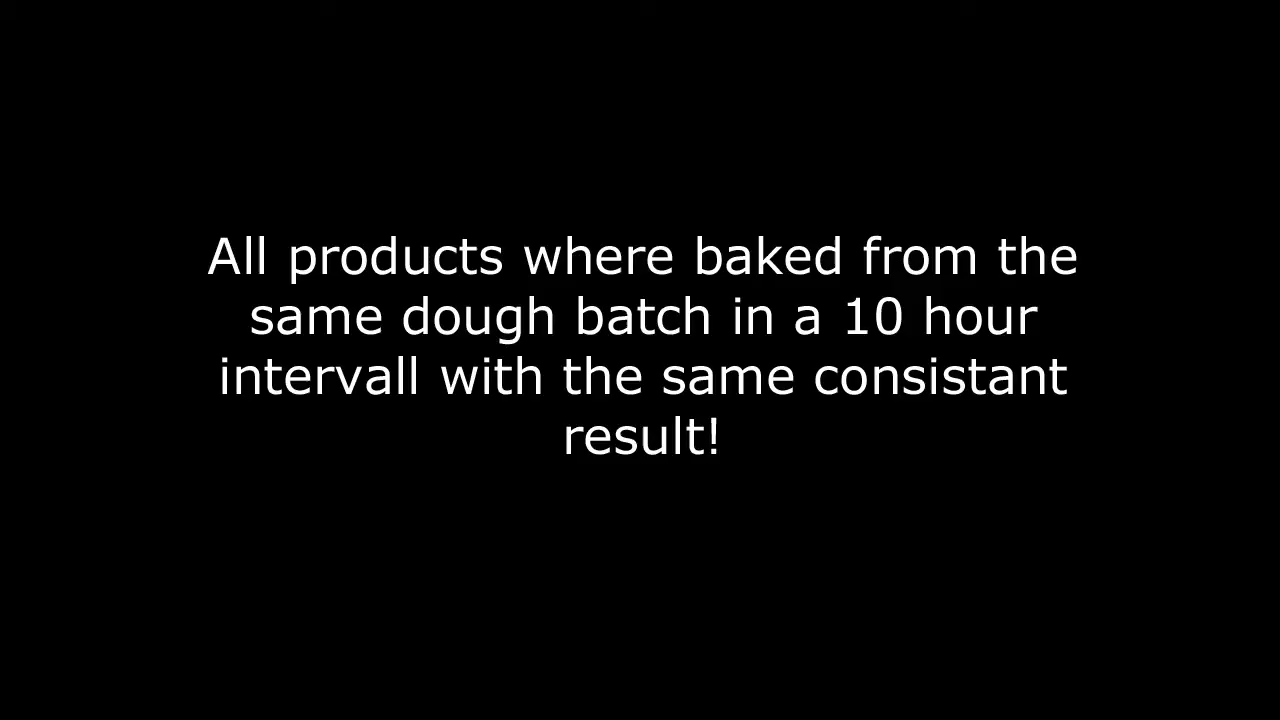 All products where baked from the
same dough batch in a 10 hour
intervall with the same consistant
result!